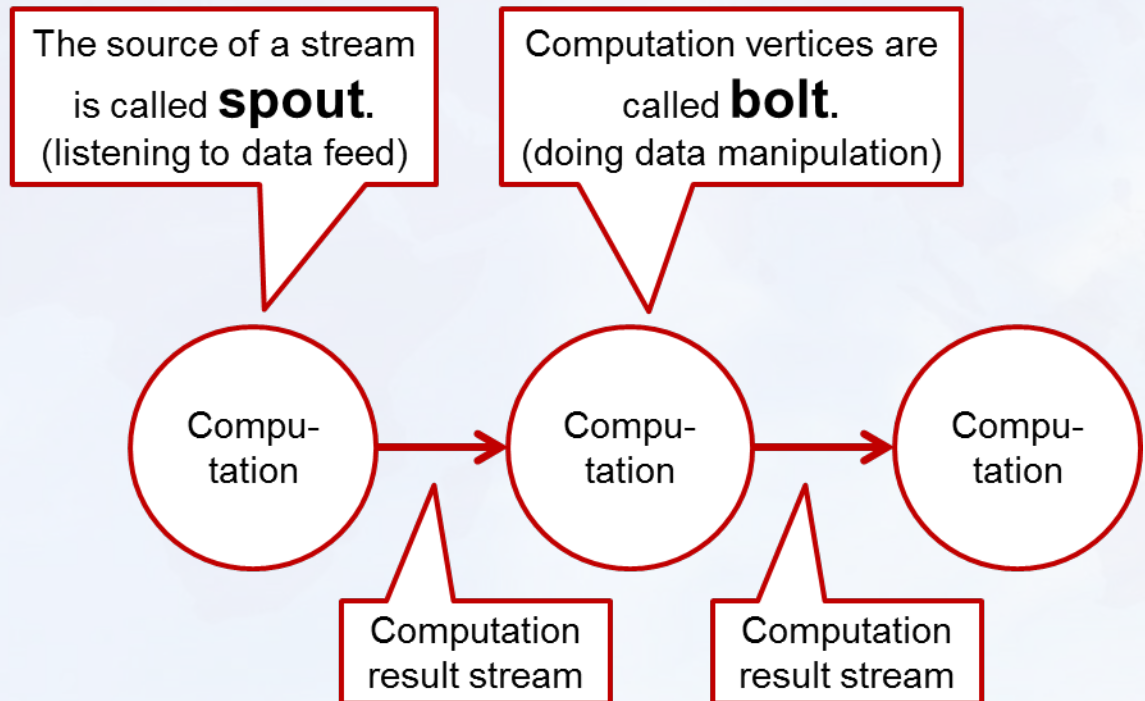 The source of a stream
is called spout.
(listening to data feed)
Computation vertices are
called bolt.
(doing data manipulation)
Compu-
tation
Compu-
tation
Compu-
tation
Computation
result stream
Computation
result stream